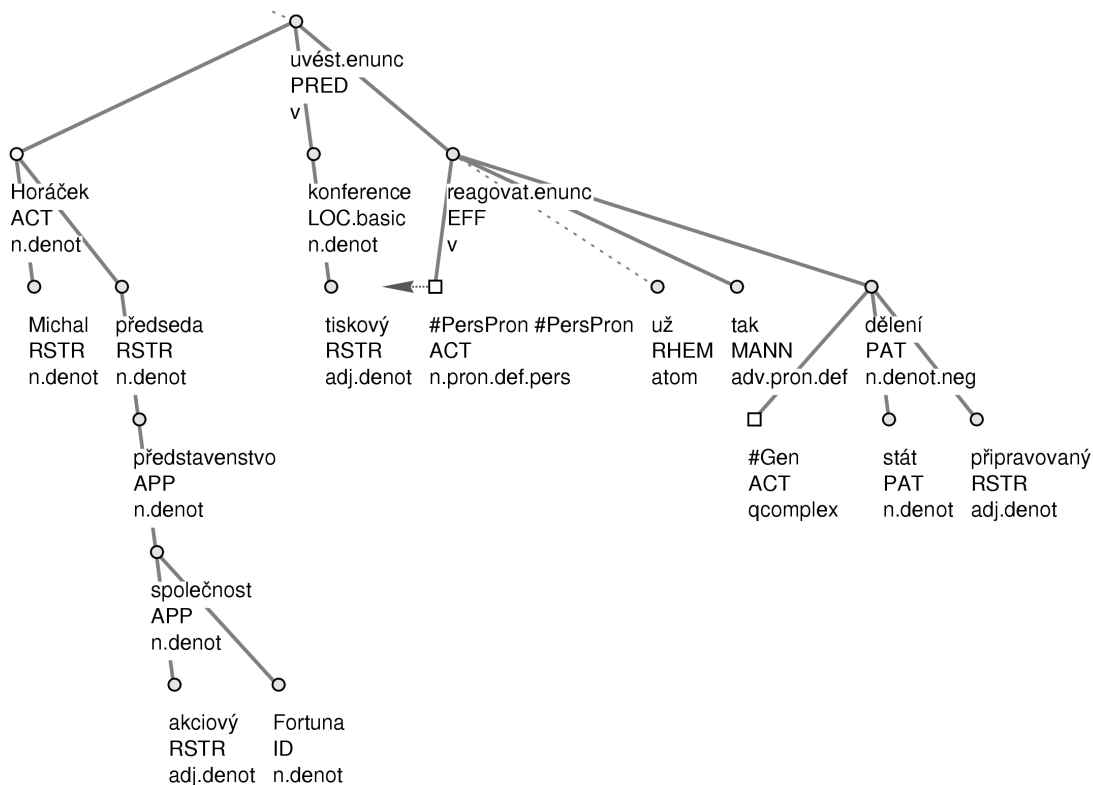 uvést.enunc
PRED
v
Horáček
ACT
n.denot
konference
LOC.basic
n.denot
reagovat.enunc
EFF
v
Michal
RSTR
n.denot
předseda
RSTR
n.denot
tiskový
RSTR
adj.denot
#PersPron #PersPron
ACT
n.pron.def.pers
už
RHEM
atom
tak
MANN
adv.pron.def
dělení
PAT
n.denot.neg
představenstvo
APP
n.denot
#Gen
ACT
qcomplex
stát
PAT
n.denot
připravovaný
RSTR
adj.denot
společnost
APP
n.denot
akciový
RSTR
adj.denot
Fortuna
ID
n.denot